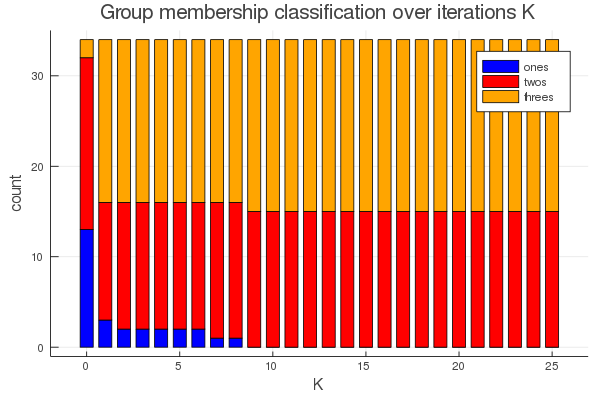 Group membership classification over iterations K
ones
twos
threes
count
30
20
10
0
0 5 10 15 20 25
K